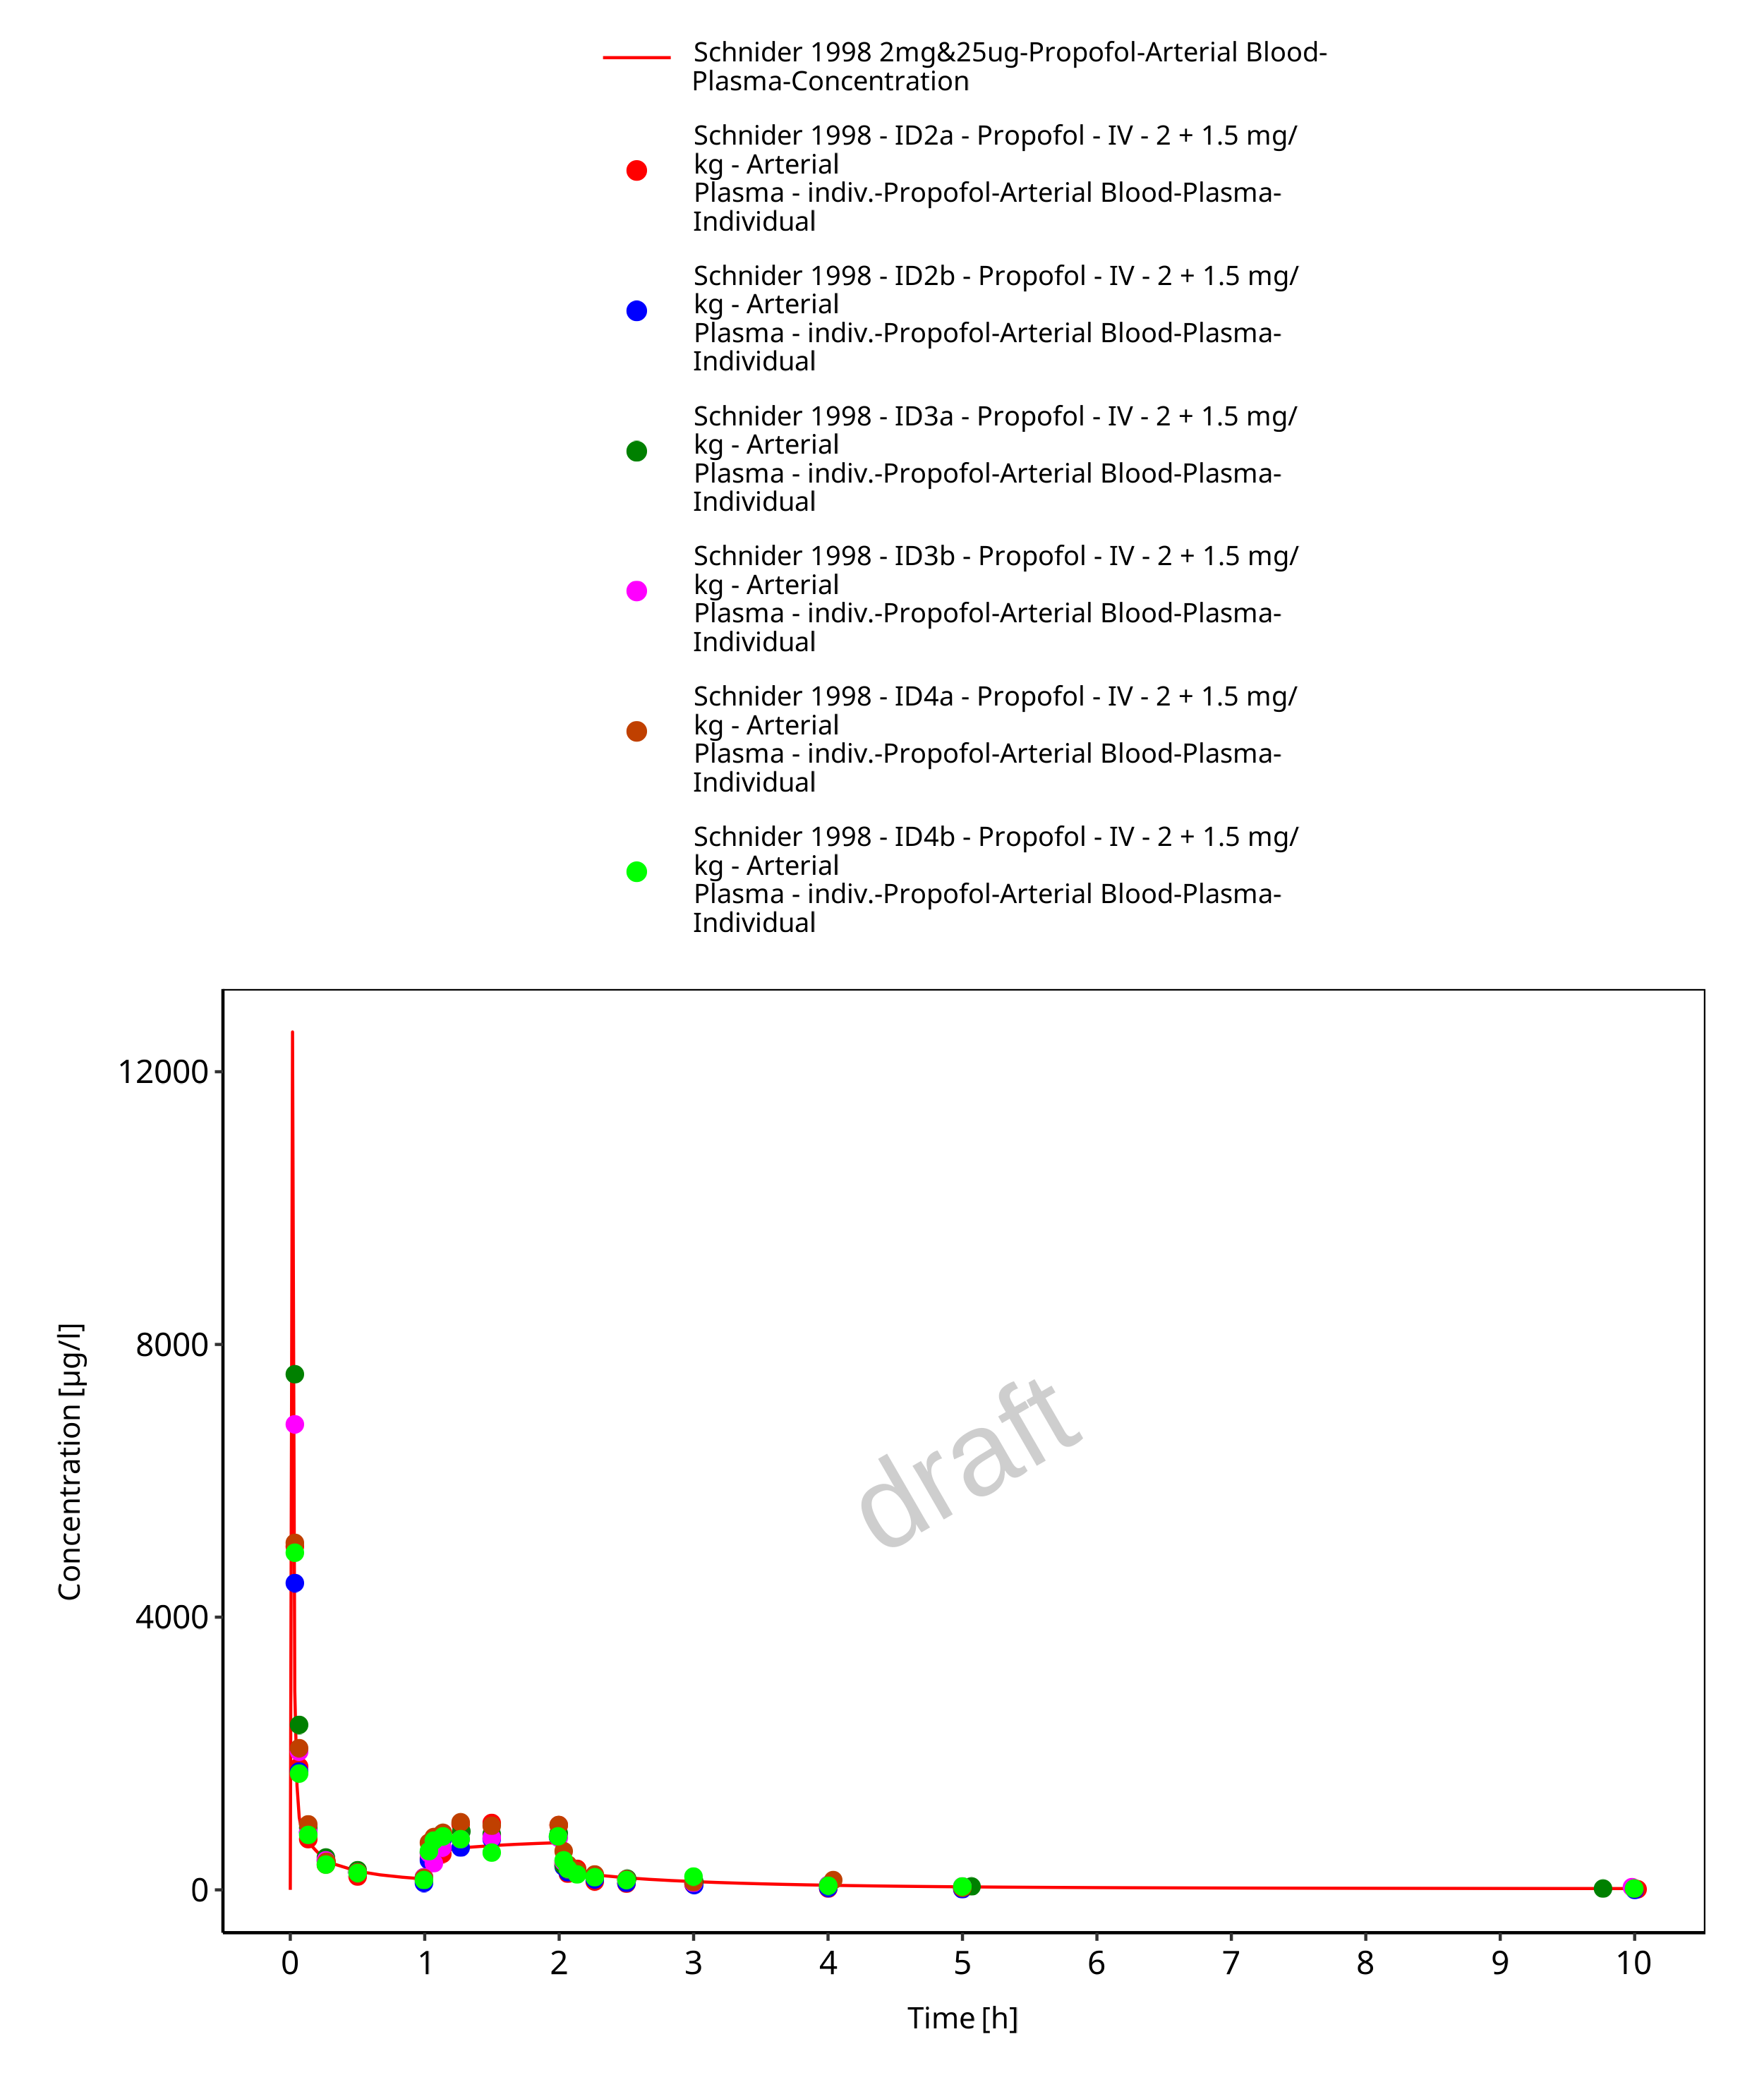 Schnider 1998 2mg&25ug-Propofol-Arterial Blood-
Plasma-Concentration
Schnider 1998 - ID2a - Propofol - IV - 2 + 1.5 mg/
kg - Arterial
Plasma - indiv.-Propofol-Arterial Blood-Plasma-
Individual
Schnider 1998 - ID2b - Propofol - IV - 2 + 1.5 mg/
kg - Arterial
Plasma - indiv.-Propofol-Arterial Blood-Plasma-
Individual
Schnider 1998 - ID3a - Propofol - IV - 2 + 1.5 mg/
kg - Arterial
Plasma - indiv.-Propofol-Arterial Blood-Plasma-
Individual
Schnider 1998 - ID3b - Propofol - IV - 2 + 1.5 mg/
kg - Arterial
Plasma - indiv.-Propofol-Arterial Blood-Plasma-
Individual
Schnider 1998 - ID4a - Propofol - IV - 2 + 1.5 mg/
kg - Arterial
Plasma - indiv.-Propofol-Arterial Blood-Plasma-
Individual
Schnider 1998 - ID4b - Propofol - IV - 2 + 1.5 mg/
kg - Arterial
Plasma - indiv.-Propofol-Arterial Blood-Plasma-
Individual
12000
8000
4000
0
Concentration [µg/l]
draft
0 1 2 3 4 5 6 7 8 9 10
Time [h]